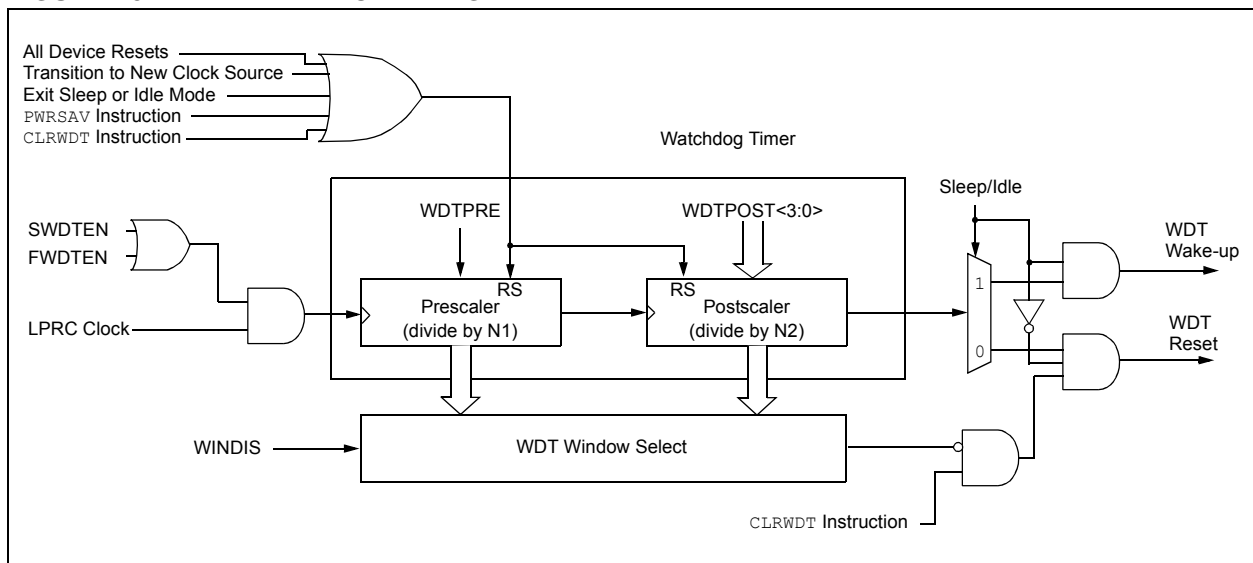 All Device Resets
Transition to New Clock Source
Exit Sleep or Idle Mode
PWRSAV Instruction
CLRWDT Instruction
Watchdog Timer
Sleep/Idle
WDTPRE
WDTPOST<3:0>
SWDTEN
FWDTEN
WDT
Wake-up
RS
RS
1
Prescaler
(divide by N1)
Postscaler
(divide by N2)
LPRC Clock
WDT
Reset
0
WINDIS
WDT Window Select
CLRWDT Instruction